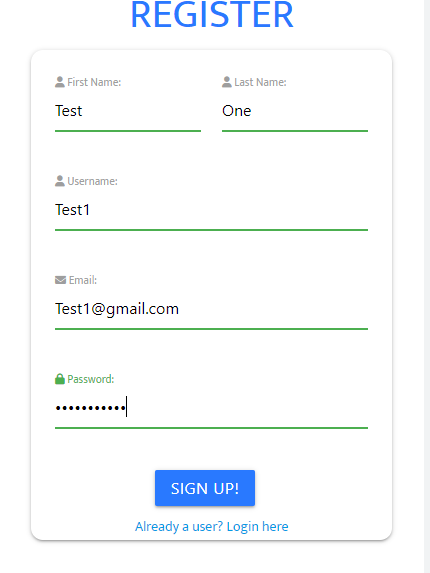 REGISTER
First Name: Last Name:
Test One
Username:
Test1
Email:
Test1@gmail.com
Password:
•••••••••••
SIGN UP!
Already a user? Login here